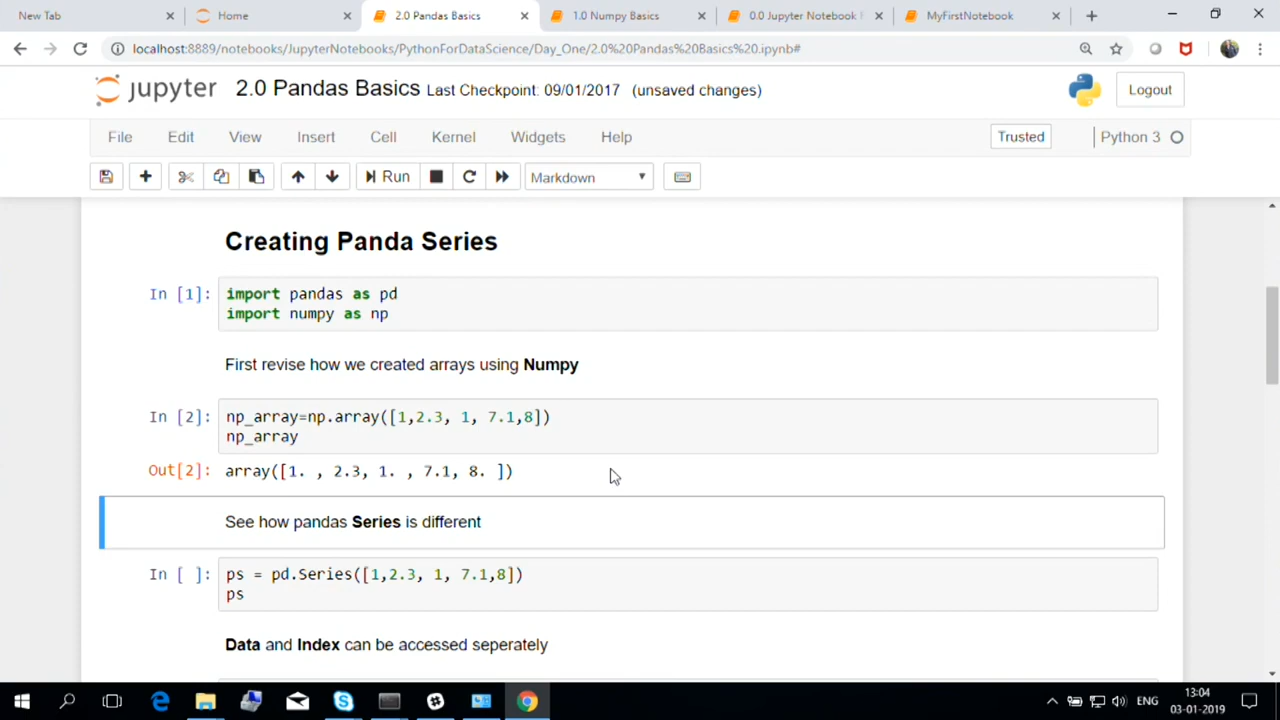 New Tab
Home
2.0 Pandas Basics
1.0 Numpy Basics
0.0 Jupyter Notebook
MyFirstNotebook
localhost:8889/notebooks/JupyterNotebooks/PythonForDataScience/Day_One/2.0%20Pandas%20Basics%20.ipynb#
jupyter
2.0 Pandas Basics Last Checkpoint: 09/01/2017 (unsaved changes)
Logout
File Edit View Insert Cell Kernel Widgets Help
Trusted
Python 3
Run
Markdown
Creating Panda Series
In [1]: import pandas as pd
import numpy as np
First revise how we created arrays using Numpy
In [2]: np_array=np.array([1,2.3, 1, 7.1,8])
np_array
Out[2]: array([1. , 2.3, 1. , 7.1, 8. ])
See how pandas Series is different
In [ ]: ps = pd.Series([1,2.3, 1, 7.1,8])
ps
Data and Index can be accessed seperately
ENG
13:04
03-01-2019